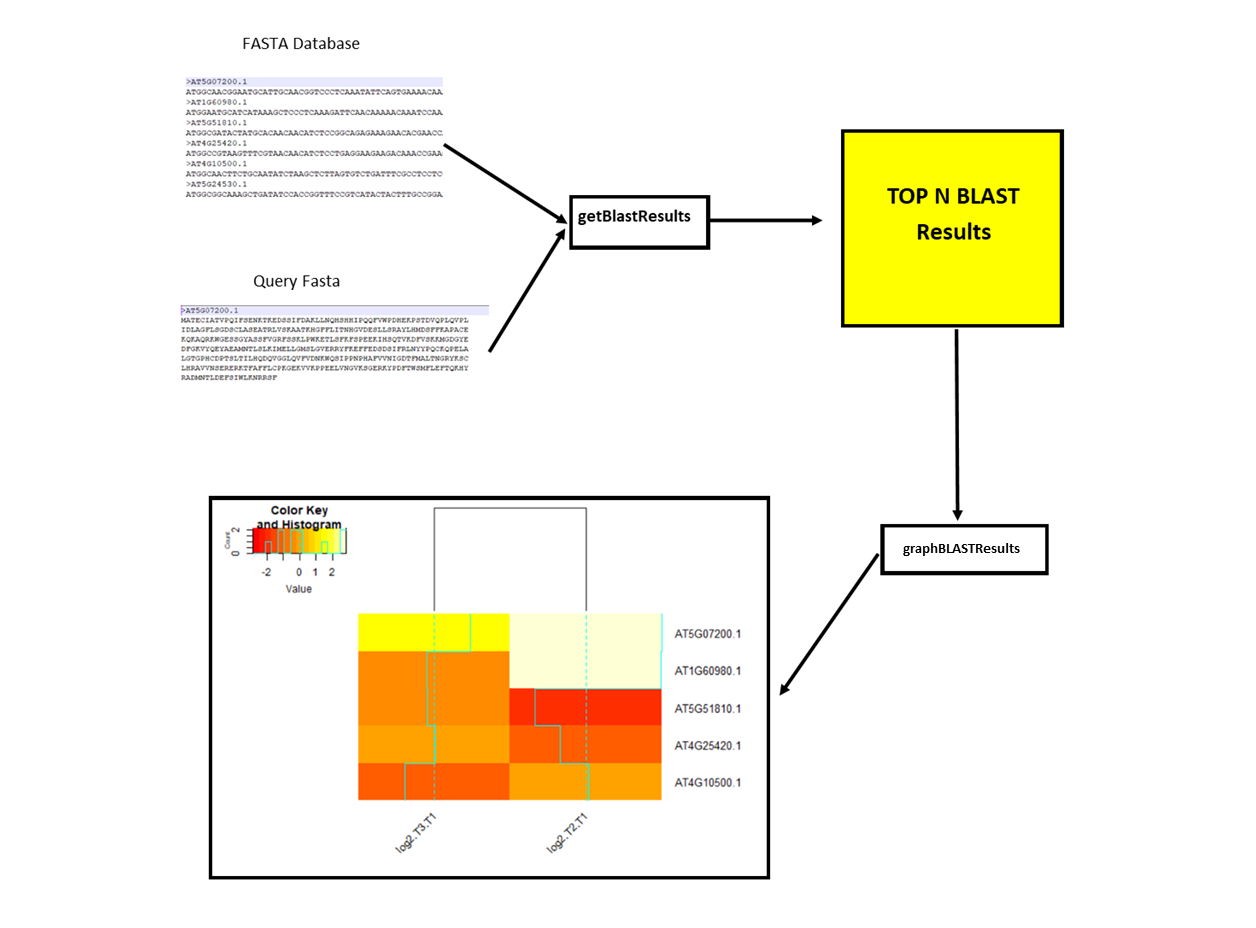 FASTA Database
>AT5G07200.1
ATGGCAACGGAATGCATTGCAACGGTCCCTCAAATATTCAGTGAAAACAA
>AT1G60980.1
ATGGAATGCATCATAAAGCTCCCTCAAAGATTCAACAAAAACAAATCCAA
>AT5G51810.1
ATGGCGATACTATGCACAACAACATCTCCGGCAGAGAAAGAACACGAACC
>AT4G25420.1
ATGGCCGTAAGTTTCGTAACAACATCTCCTGAGGAAGAAGACAAACCGAA
>AT4G10500.1
ATGGCAACTTCTGCAATATCTAAGCTCTTAGTGTCTGATTTCGCCTCCTC
>AT5G24530.1
ATGGCGGCAAAGCTGATATCCACCGGTTTCCGTCATACTACTTTGCCGGA
Query Fasta
>AT5G07200.1
MATECIATVPQIFSENKTKEDSSIFDAKLLNQHSHHIPQQFVWPDHEKPSTDVQPLQVPL
IDLAGFLSGDSCLASEATRLVSKAATKHGFFLITNHGVDESLLSRAYLHMDSFFKAPACE
KQKAQRKWGESSGYASSFVGRFSSKLPWKETLSFKFSPEEKIHSQTVKDFVSKKMGDGYE
DFGKVYQEYAEAMNTLSLKIMELLGMSLGVERRYFKEFFEDSDSIFRLNYYPQCKQPELA
LGTGPHCDPTSLTILHQDQVGGLQVFVDNKWQSIPPNPHAFVVNIGDTFMALTNGRYKSC
LHRAVVNSERERKTFAFFLCPKGEKVVKPPEELVNGVKSGERKYPDFTWSMFLEFTQKHY
RADMNTLDEFSIWLKNRRSF
getBlastResults
TOP N BLAST
Results
graphBLASTResults
Color Key
and Histogram
Count
0 2
-2 0 1 2
Value
AT5G07200.1
AT1G60980.1
AT5G51810.1
AT4G25420.1
AT4G10500.1
log2.T3.T1
log2.T2.T1